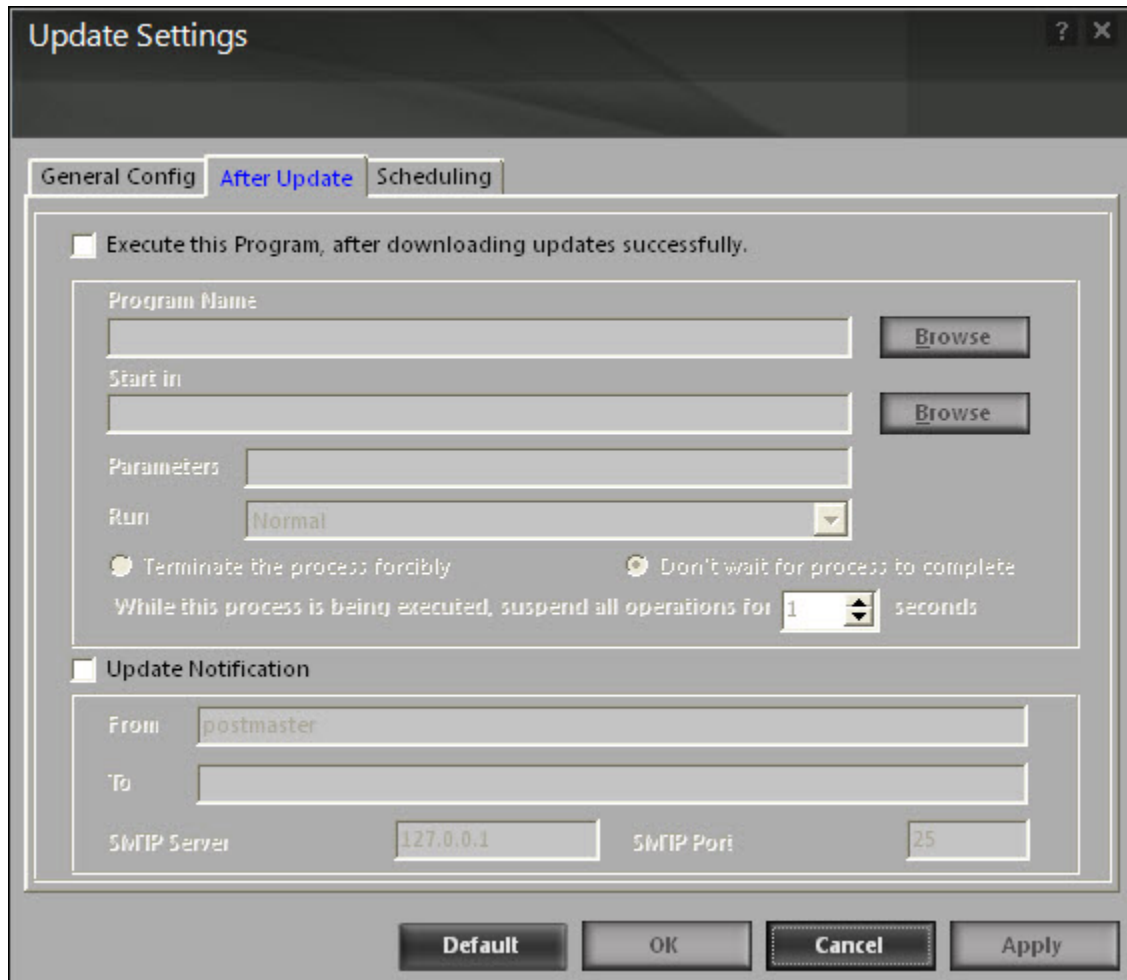 Update Settings
? X
General Config After Update Scheduling
Execute this Program, after downloading updates successfully.
Program Name
Browse
Start in
Browse
Parameters
Run Normal
Terminate the process forcibly Don't wait for process to complete
While this process is being executed, suspend all operations for 1 seconds
Update Notification
From postmaster
To
SMTP Server 127.0.0.1 SMTP Port 25
Default OK Cancel Apply